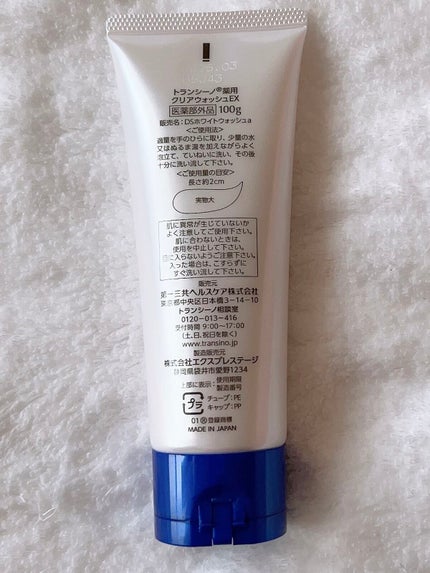 トランシーノ®薬用
クリアウォッシュEX
医薬部外品 100g
販売名：DSホワイトウォッシュa
<ご使用法>
適量を手のひらに取り、少量の水
又はぬるま湯を加えながらよく
泡立て、ていねいに洗い、その後
十分に洗い流して下さい。
<ご使用量の目安>
長さ約2cm
実物大
肌に異常が生じていないか
よく注意してご使用下さい。
肌に合わないときは、
使用を中止して下さい。
目に入らないようご注意下さい。
入った場合は、こすらずに
すぐ洗い流して下さい。
販売元
第一三共ヘルスケア株式会社
東京都中央区日本橋3-14-10
トランシーノ相談室
0120-013-416
受付時間 9:00〜17:00
(土、日、祝日を除く)
www.transino.jp
製造販売元
株式会社エクスプレステージ
静岡県袋井市愛野1234
上部に表示：使用期限
製造番号
プラ
チューブ：PE
キャップ：PP
01 ®登録商標
MADE IN JAPAN